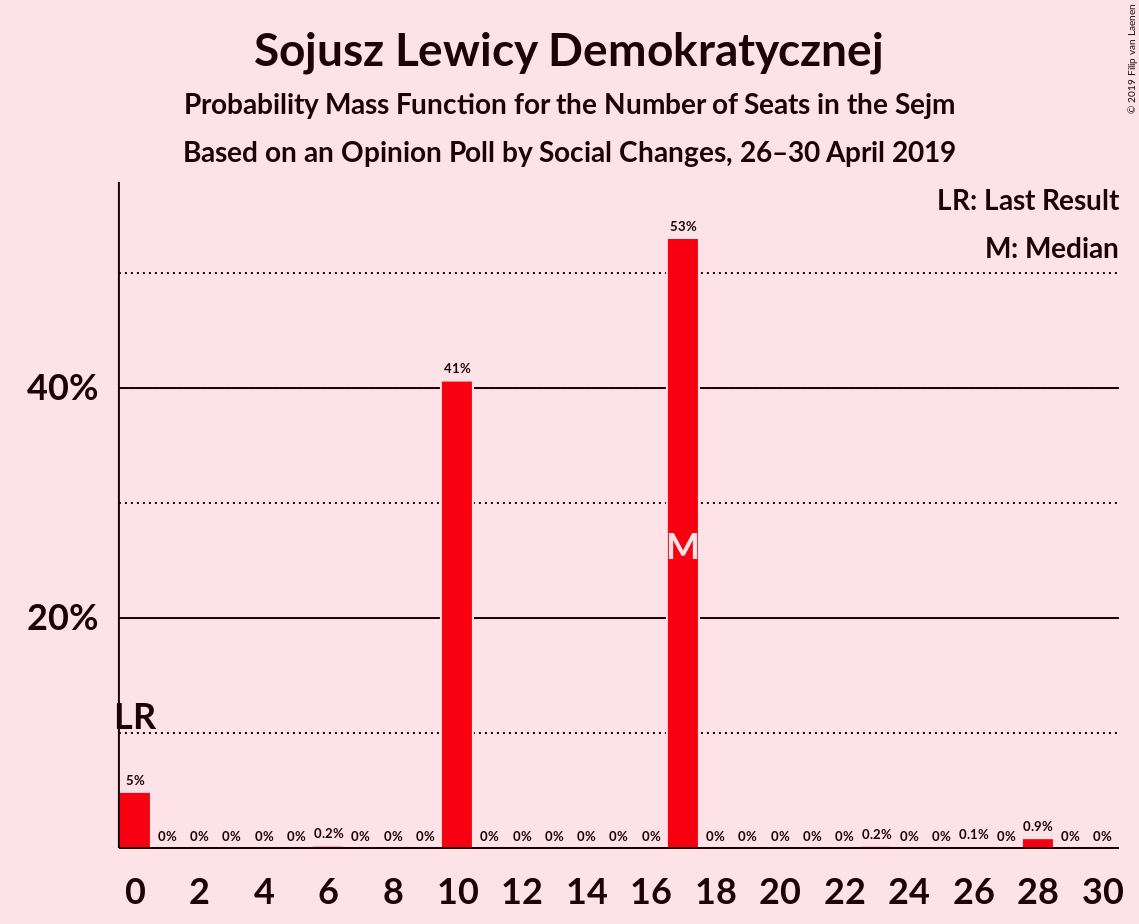 Sojusz Lewicy Demokratycznej
Probability Mass Function for the Number of Seats in the Sejm
Based on an Opinion Poll by Social Changes, 26–30 April 2019
© 2019 Filip van Laenen
LR: Last Result
M: Median
53%
41%
40%
M
20%
LR
5% 0% 0% 0% 0% 0% 0.2% 0% 0% 0% 0% 0% 0% 0% 0% 0% 0% 0% 0% 0% 0% 0.2% 0% 0% 0.1% 0% 0.9% 0% 0%
0 2 4 6 8 10 12 14 16 18 20 22 24 26 28 30